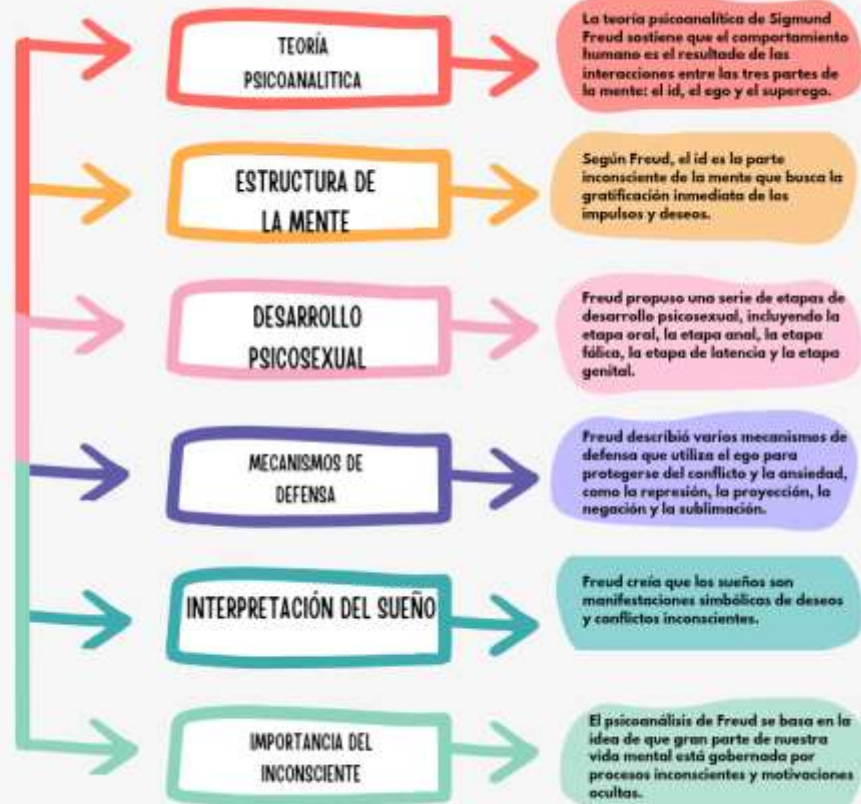 TEORÍA
PSICOANALITICA
La teoría psicoanalítica de Sigmund
Freud sostiene que el comportamiento
humano es el resultado de las
interacciones entre las tres partes de
la mente: el id, el ego y el superego.
ESTRUCTURA DE
LA MENTE
Según Freud, el id es la parte
inconsciente de la mente que busca la
gratificación inmediata de los
impulsos y deseos.
DESARROLLO
PSICOSEXUAL
Freud propuso una serie de etapas de
desarrollo psicosexual, incluyendo la
etapa oral, la etapa anal, la etapa
fálica, la etapa de latencia y la etapa
genital.
MECANISMOS DE
DEFENSA
Freud describió varios mecanismos de
defensa que utiliza el ego para
protegerse del conflicto y la ansiedad,
como la represión, la proyección, la
negación y la sublimación.
INTERPRETACIÓN DEL SUEÑO
Freud creía que los sueños son
manifestaciones simbólicas de deseos
y conflictos inconscientes.
IMPORTANCIA DEL
INCONSCIENTE
El psicoanálisis de Freud se basa en la
idea de que gran parte de nuestra
vida mental está gobernada por
procesos inconscientes y motivaciones
ocultas.